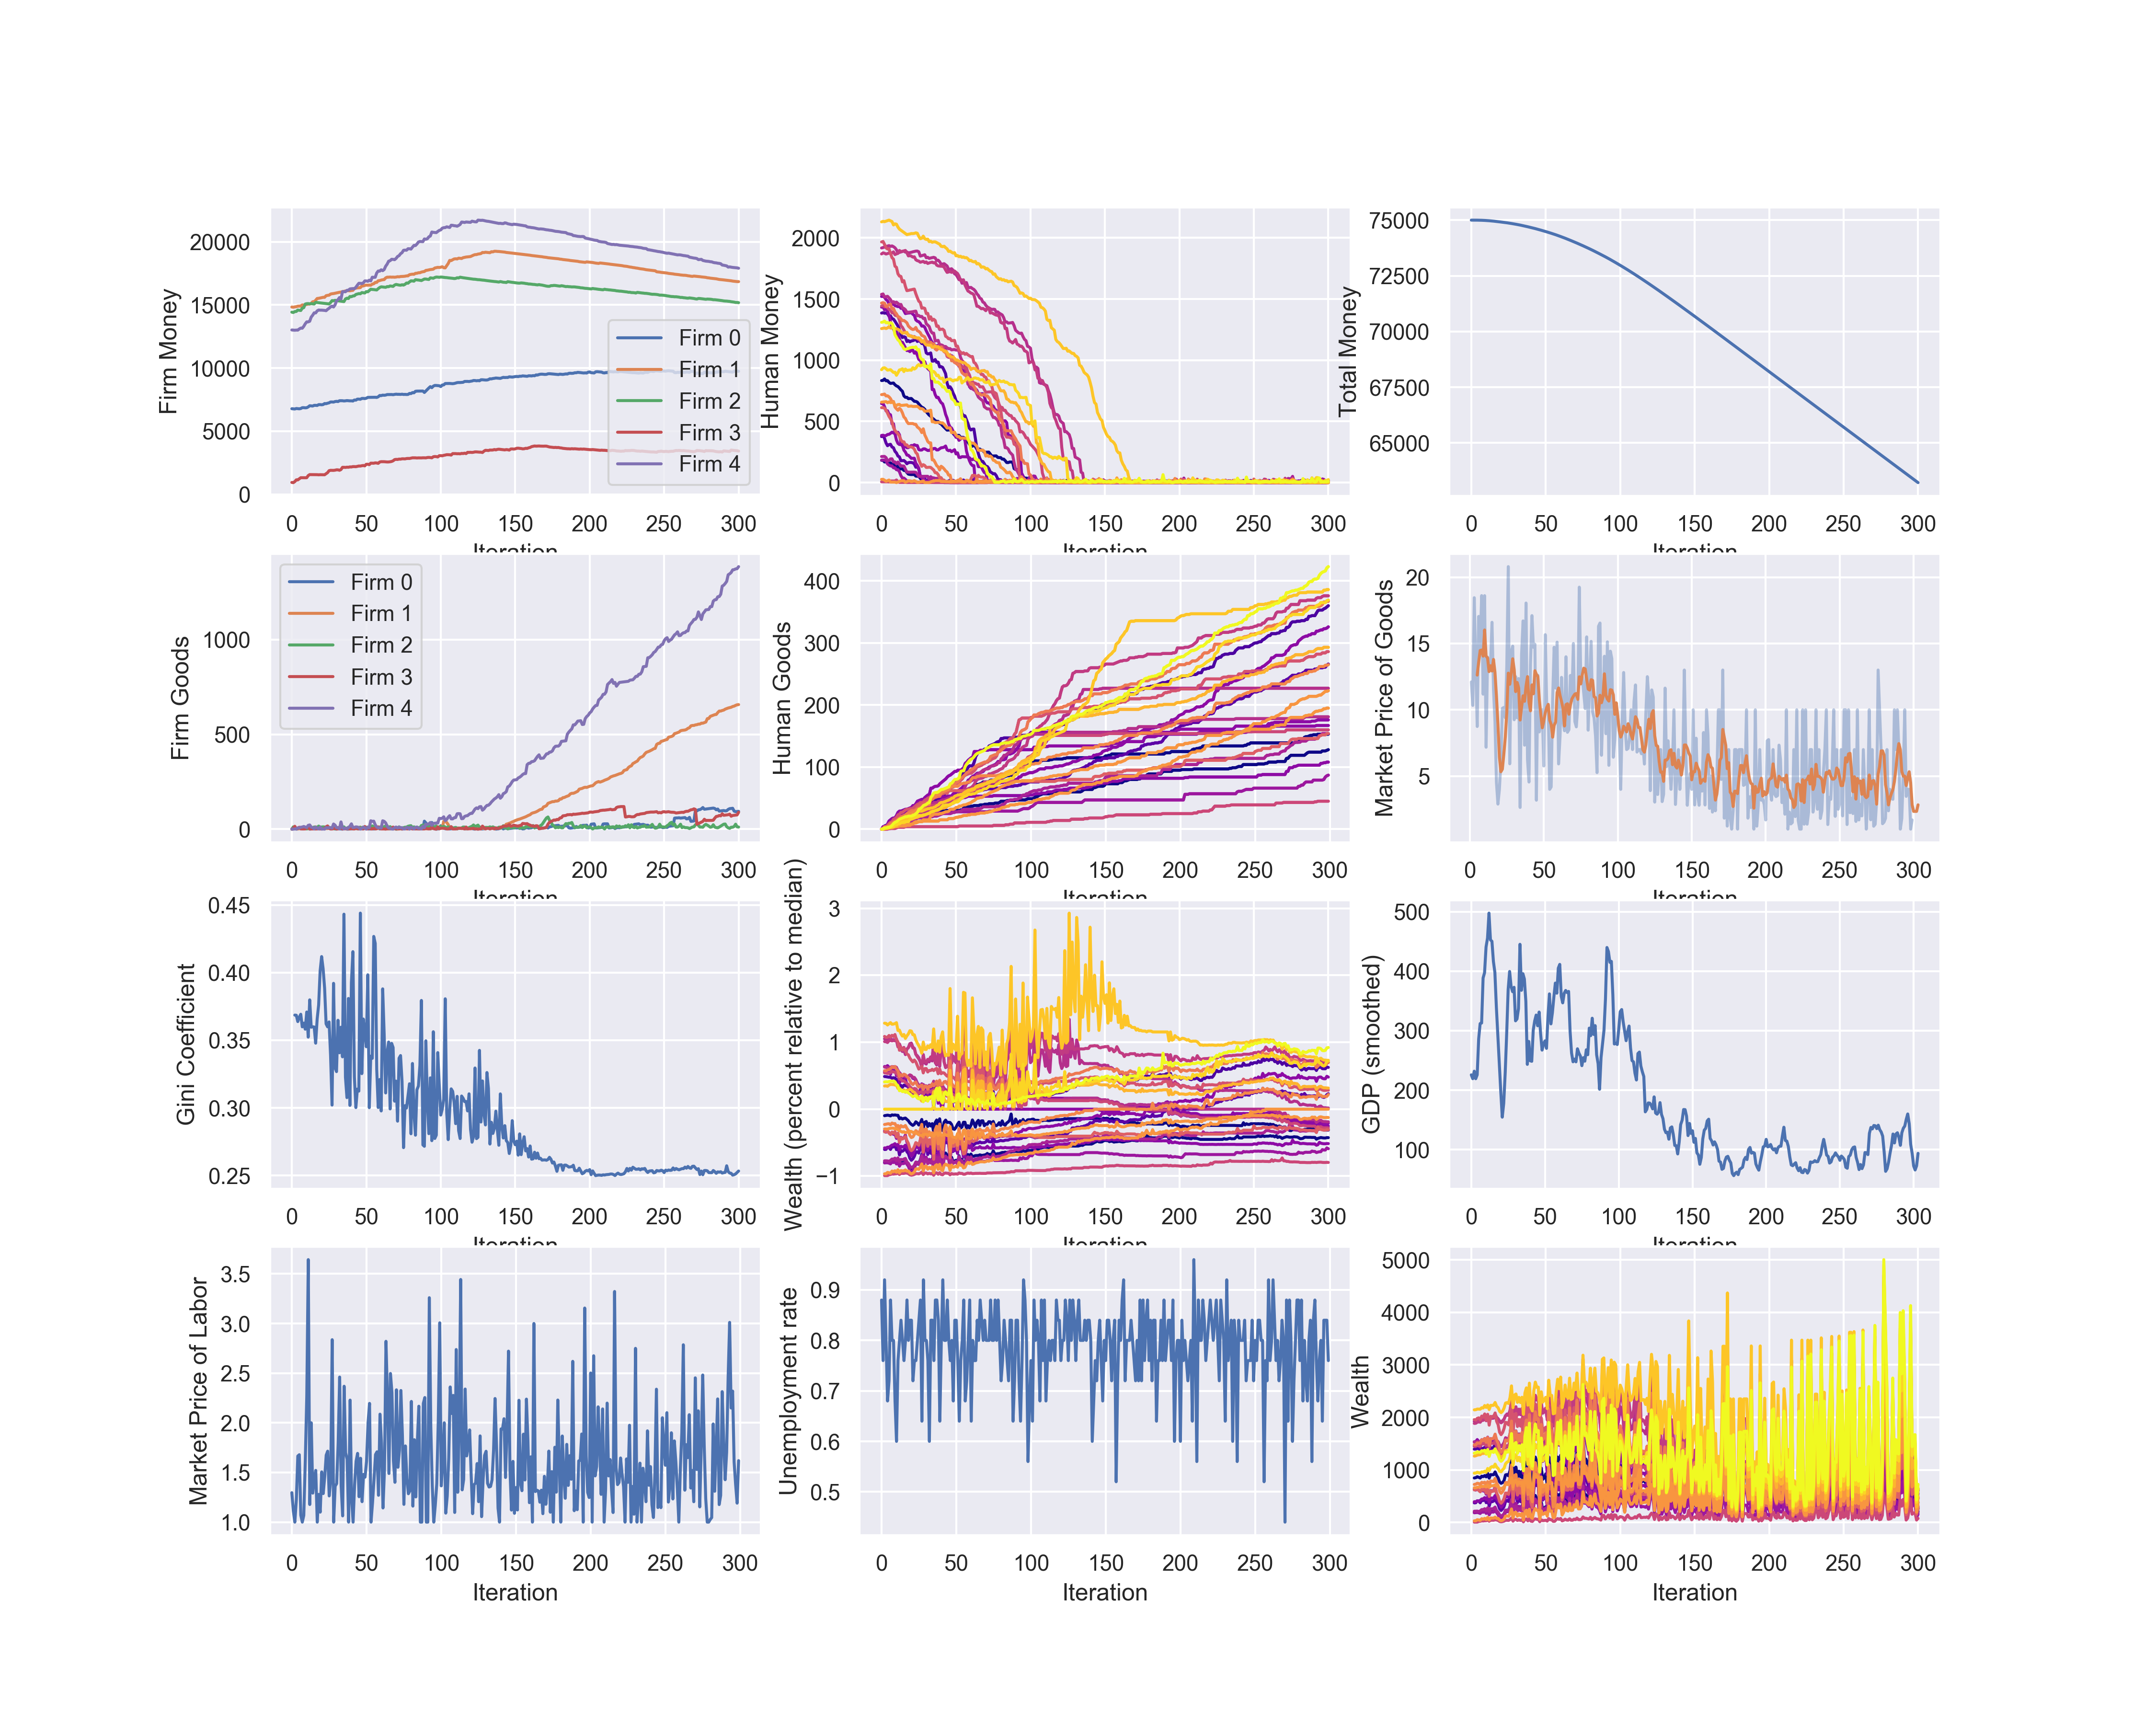 Firm Money
20000
15000
10000
5000
0
0 50 100 150 200 250 300
Iteration
Firm 0
Firm 1
Firm 2
Firm 3
Firm 4
Human Money
2000
1500
1000
500
0
0 50 100 150 200 250 300
Iteration
Total Money
75000
72500
70000
67500
65000
0 50 100 150 200 250 300
Iteration
Firm Goods
1000
500
0
0 50 100 150 200 250 300
Iteration
Firm 0
Firm 1
Firm 2
Firm 3
Firm 4
Human Goods
400
300
200
100
0
0 50 100 150 200 250 300
Iteration
Market Price of Goods
20
15
10
5
0 50 100 150 200 250 300
Iteration
Gini Coefficient
0.45
0.40
0.35
0.30
0.25
0 50 100 150 200 250 300
Iteration
Wealth (percent relative to median)
3
2
1
0
−1
0 50 100 150 200 250 300
Iteration
GDP (smoothed)
500
400
300
200
100
0 50 100 150 200 250 300
Iteration
Market Price of Labor
3.5
3.0
2.5
2.0
1.5
1.0
0 50 100 150 200 250 300
Iteration
Unemployment rate
0.9
0.8
0.7
0.6
0.5
0 50 100 150 200 250 300
Iteration
Wealth
5000
4000
3000
2000
1000
0
0 50 100 150 200 250 300
Iteration